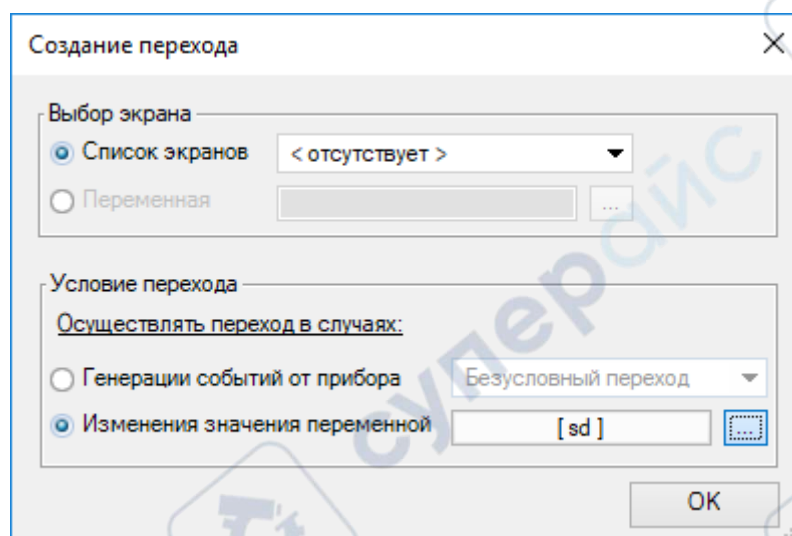 Создание перехода
Выбор экрана
Список экранов < отсутствует >
Переменная ...
Условие перехода
Осуществлять переход в случаях:
Генерации событий от прибора Безусловный переход
Изменения значения переменной [ sd ] ...
OK
суперайс